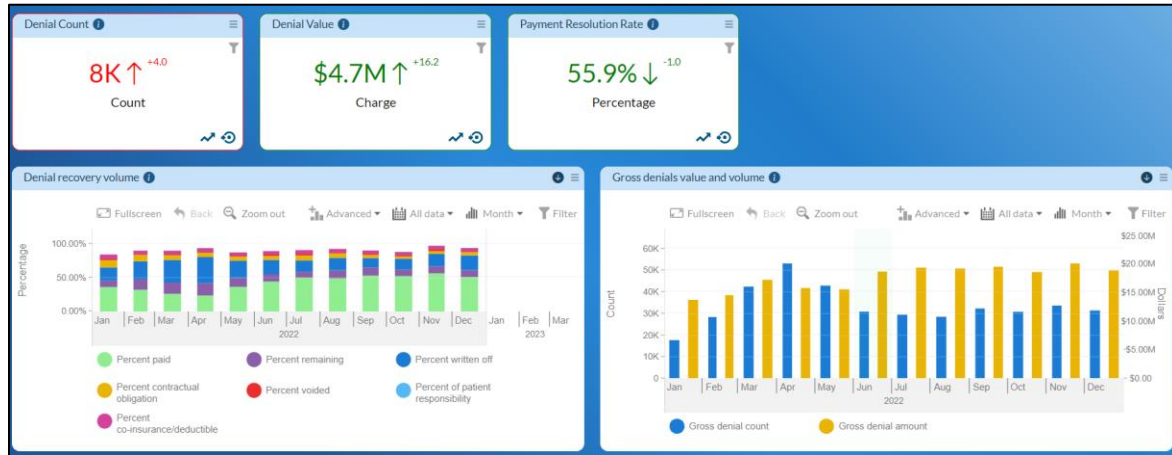 Denial Count
8K ↑ +4.0
Count
Denial Value
$4.7M ↑ +16.2
Charge
Payment Resolution Rate
55.9% ↓ -1.0
Percentage
Denial recovery volume
Fullscreen Back Zoom out Advanced All data Month Filter
Percentage
100.00%
50.00%
0.00%
Jan Feb Mar Apr May Jun Jul Aug Sep Oct Nov Dec Jan Feb Mar
2022 2023
Percent paid
Percent remaining
Percent written off
Percent contractual
obligation
Percent voided
Percent of patient
responsibility
Percent
co-insurance/deductible
Gross denials value and volume
Fullscreen Back Zoom out Advanced All data Month Filter
Count
60K
50K
40K
30K
20K
10K
0
$25.00M
$20.00M
$15.00M
$10.00M
$5.00M
$0.00
Dollars
Jan Feb Mar Apr May Jun Jul Aug Sep Oct Nov Dec
2022
Gross denial count
Gross denial amount